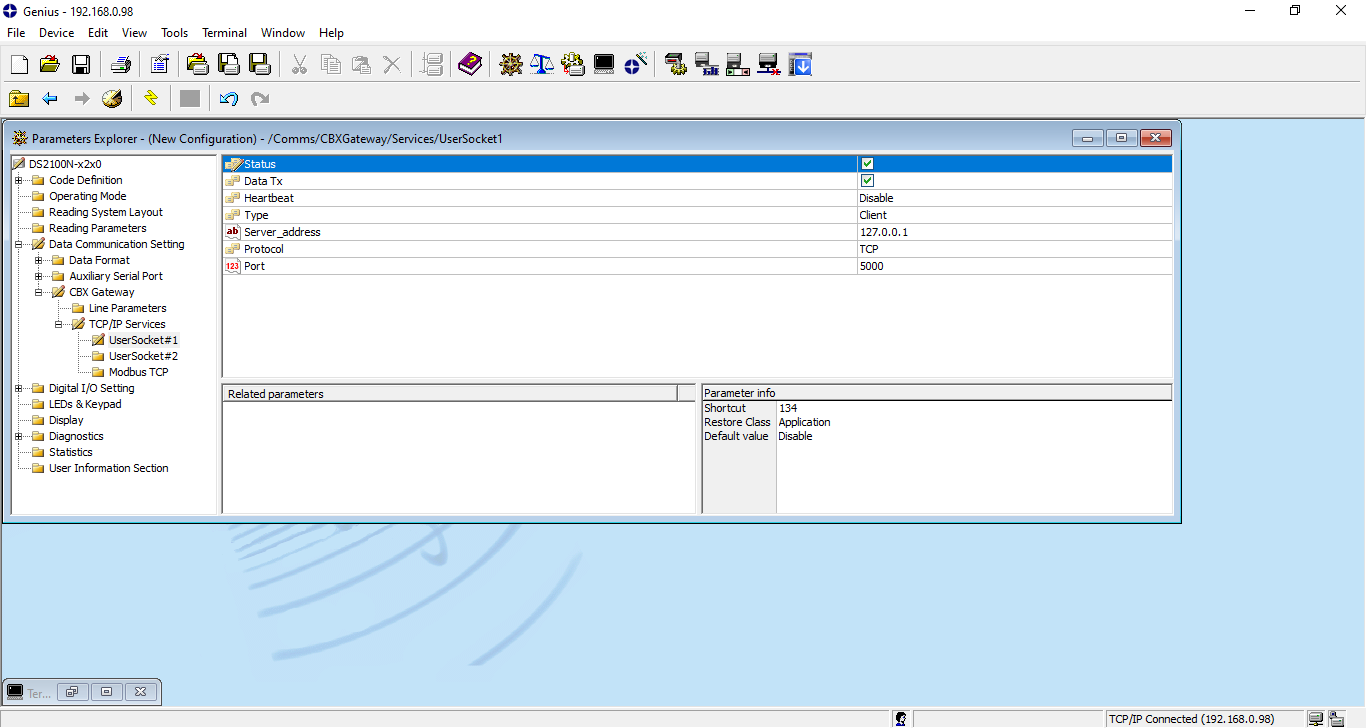 Genius - 192.168.0.98
File Device Edit View Tools Terminal Window Help
Parameters Explorer - (New Configuration) - /Comms/CBXGateway/Services/UserSocket1
DS2100N-x2x0
Code Definition
Operating Mode
Reading System Layout
Reading Parameters
Data Communication Setting
Data Format
Auxiliary Serial Port
CBX Gateway
Line Parameters
TCP/IP Services
UserSocket#1
UserSocket#2
Modbus TCP
Digital I/O Setting
LEDs & Keypad
Display
Diagnostics
Statistics
User Information Section
Status
Data Tx
Heartbeat Disable
Type Client
ab Server_address 127.0.0.1
Protocol TCP
123 Port 5000
Related parameters
Parameter info
Shortcut 134
Restore Class Application
Default value Disable
Ter...
TCP/IP Connected (192.168.0.98)